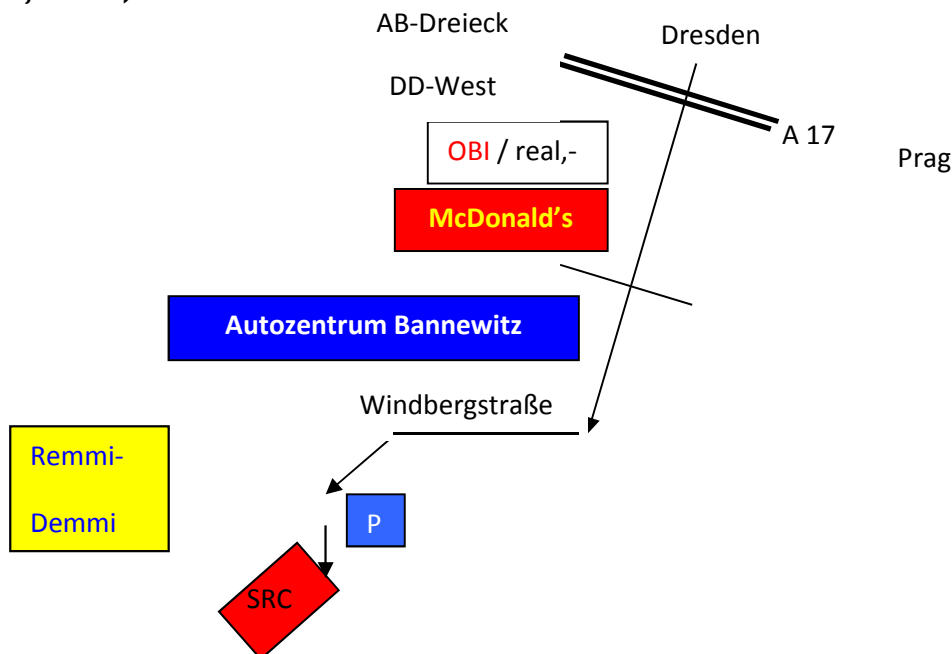 AB-Dreieck
Dresden
DD-West
A 17
OBI / real,-
Prag
McDonald's
Autozentrum Bannewitz
Windbergstraße
Remmi-
Demmi
P
SRC